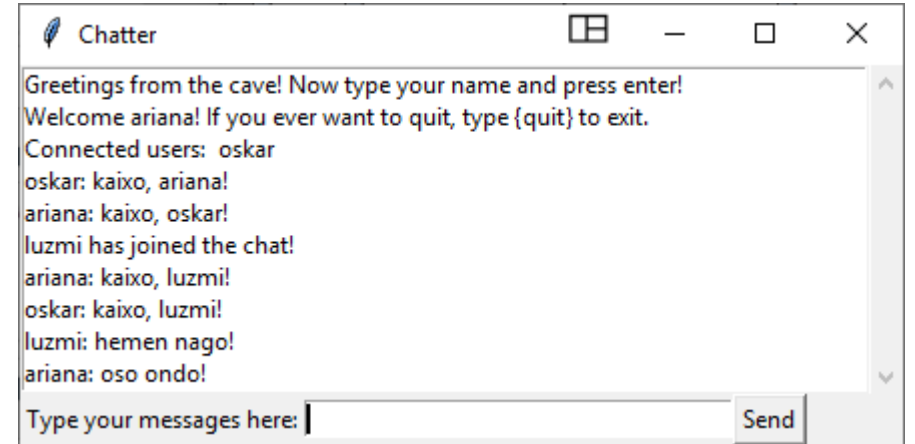 Chatter
Greetings from the cave! Now type your name and press enter!
Welcome ariana! If you ever want to quit, type {quit} to exit.
Connected users:  oskar
oskar: kaixo, ariana!
ariana: kaixo, oskar!
luzmi has joined the chat!
ariana: kaixo, luzmi!
oskar: kaixo, luzmi!
luzmi: hemen nago!
ariana: oso ondo!
Type your messages here: Send